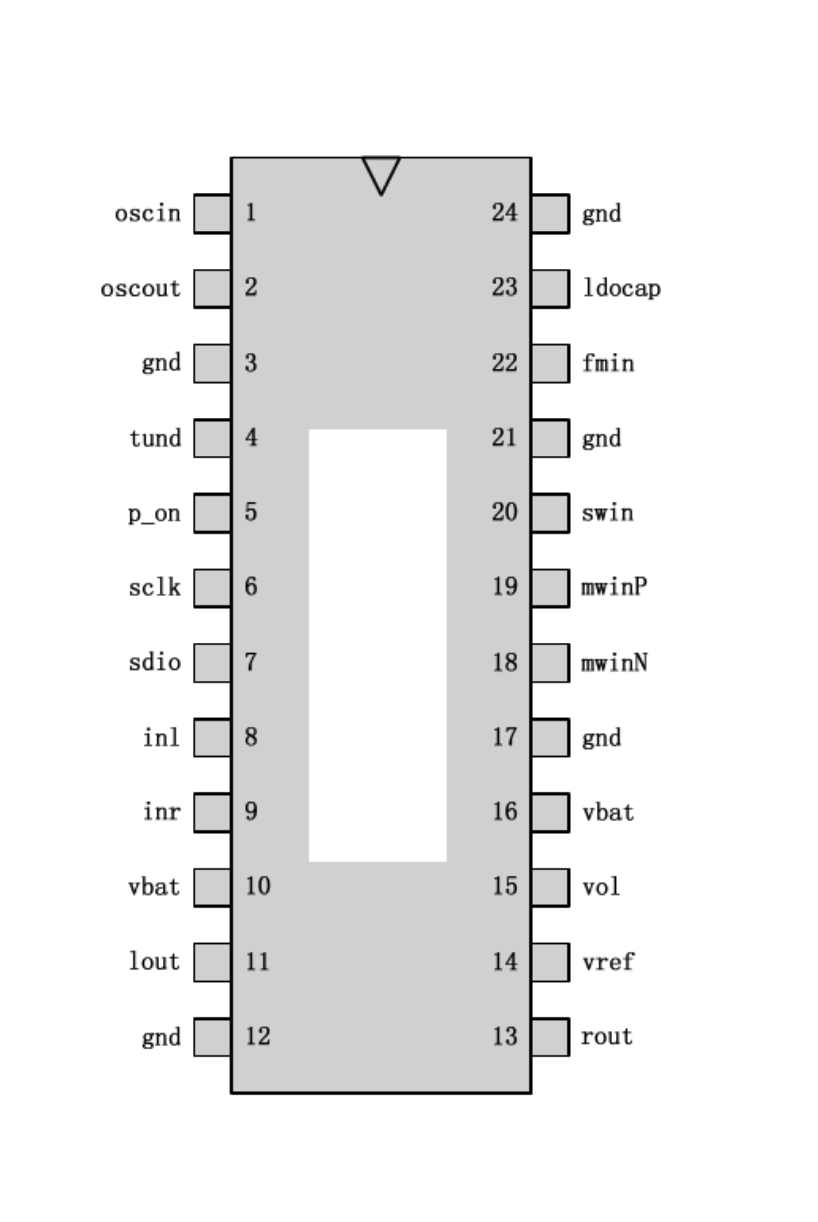 oscin 1 24 gnd
oscout 2 23 ldocap
gnd 3 22 fmin
tund 4 21 gnd
p_on 5 20 swin
sclk 6 19 mwinP
sdio 7 18 mwinN
inl 8 17 gnd
inr 9 16 vbat
vbat 10 15 vol
lout 11 14 vref
gnd 12 13 rout